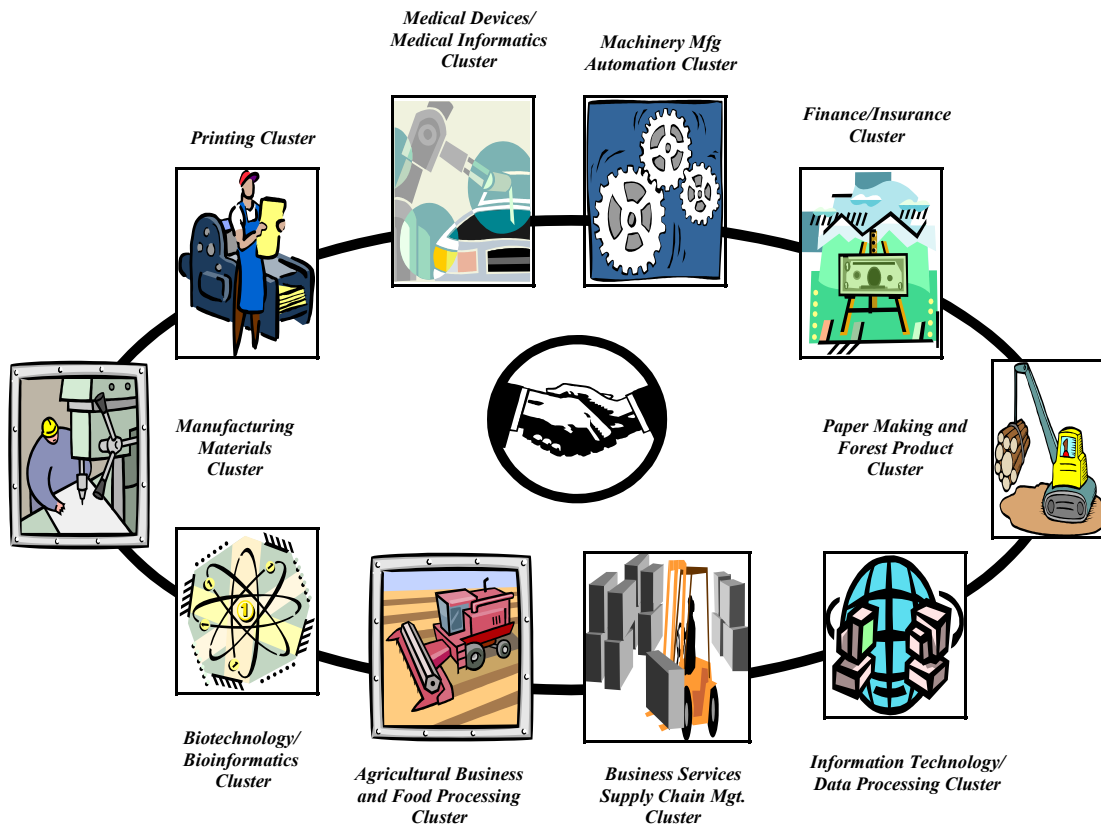 Medical Devices/
Medical Informatics
Cluster
Machinery Mfg
Automation Cluster
Finance/Insurance
Cluster
Printing Cluster
Manufacturing
Materials
Cluster
Paper Making and
Forest Product
Cluster
1
Biotechnology/
Bioinformatics
Cluster
Agricultural Business
and Food Processing
Cluster
Business Services
Supply Chain Mgt.
Cluster
Information Technology/
Data Processing Cluster